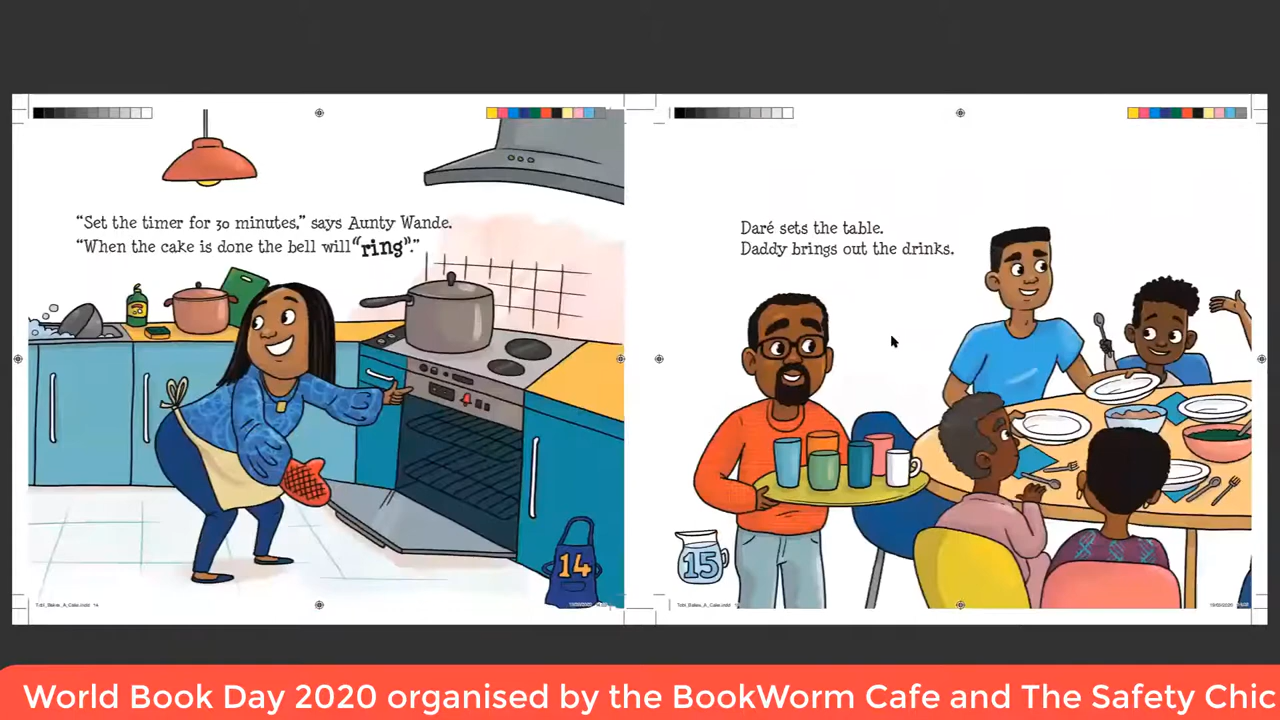 “Set the timer for 30 minutes,” says Aunty Wande.
“When the cake is done the bell will “ring”.”
14
Daré sets the table.
Daddy brings out the drinks.
15
World Book Day 2020 organised by the BookWorm Cafe and The Safety Chic